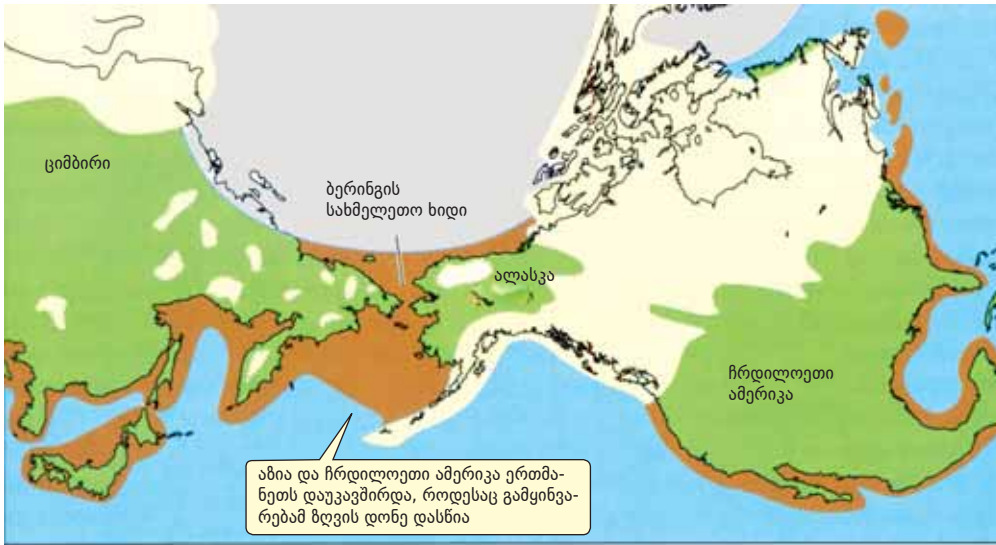 ციმბირი
ბერინგის
სახმელეთო ხიდი
ალასკა
ჩრდილოეთი
ამერიკა
აზია და ჩრდილოეთი ამერიკა ერთმა-
ნეთს დაუკავშირდა, როდესაც გამყინვა-
რებამ ზღვის დონე დასწია